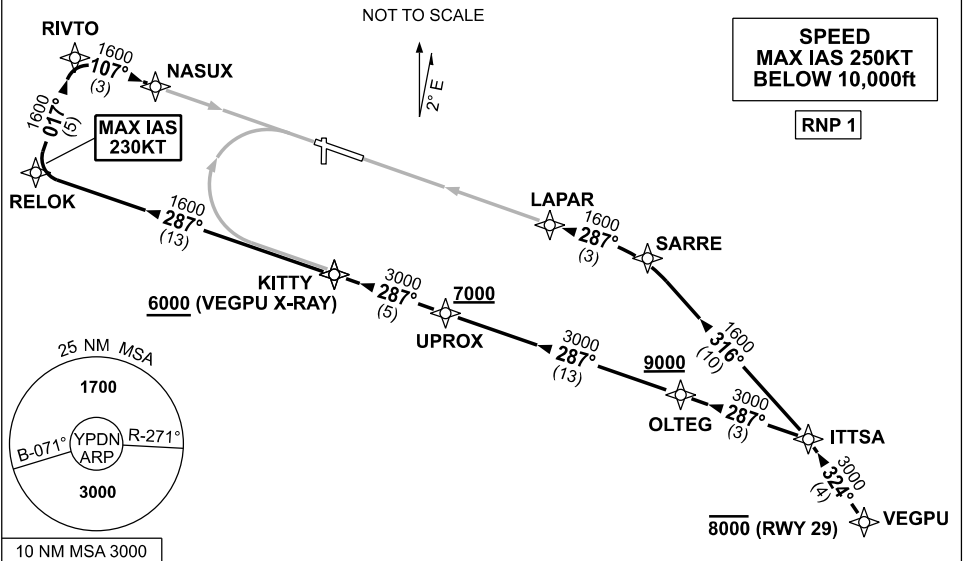 NOT TO SCALE
2° E
SPEED
MAX IAS 250KT
BELOW 10,000ft
RNP 1
RIVTO
1600
107°
(3)
NASUX
1600
017°
(5)
MAX IAS
230KT
RELOK
1600
287°
(13)
KITTY
6000 (VEGPU X-RAY)
3000
287°
(5)
7000
UPROX
3000
287°
(13)
9000
OLTEG
3000
287°
(3)
LAPAR
1600
287°
(3)
SARRE
1600
316°
(10)
ITTSA
3000
324°
(4)
8000 (RWY 29)
VEGPU
25 NM MSA
1700
B-071°
YPDN
ARP
R-271°
3000
10 NM MSA 3000